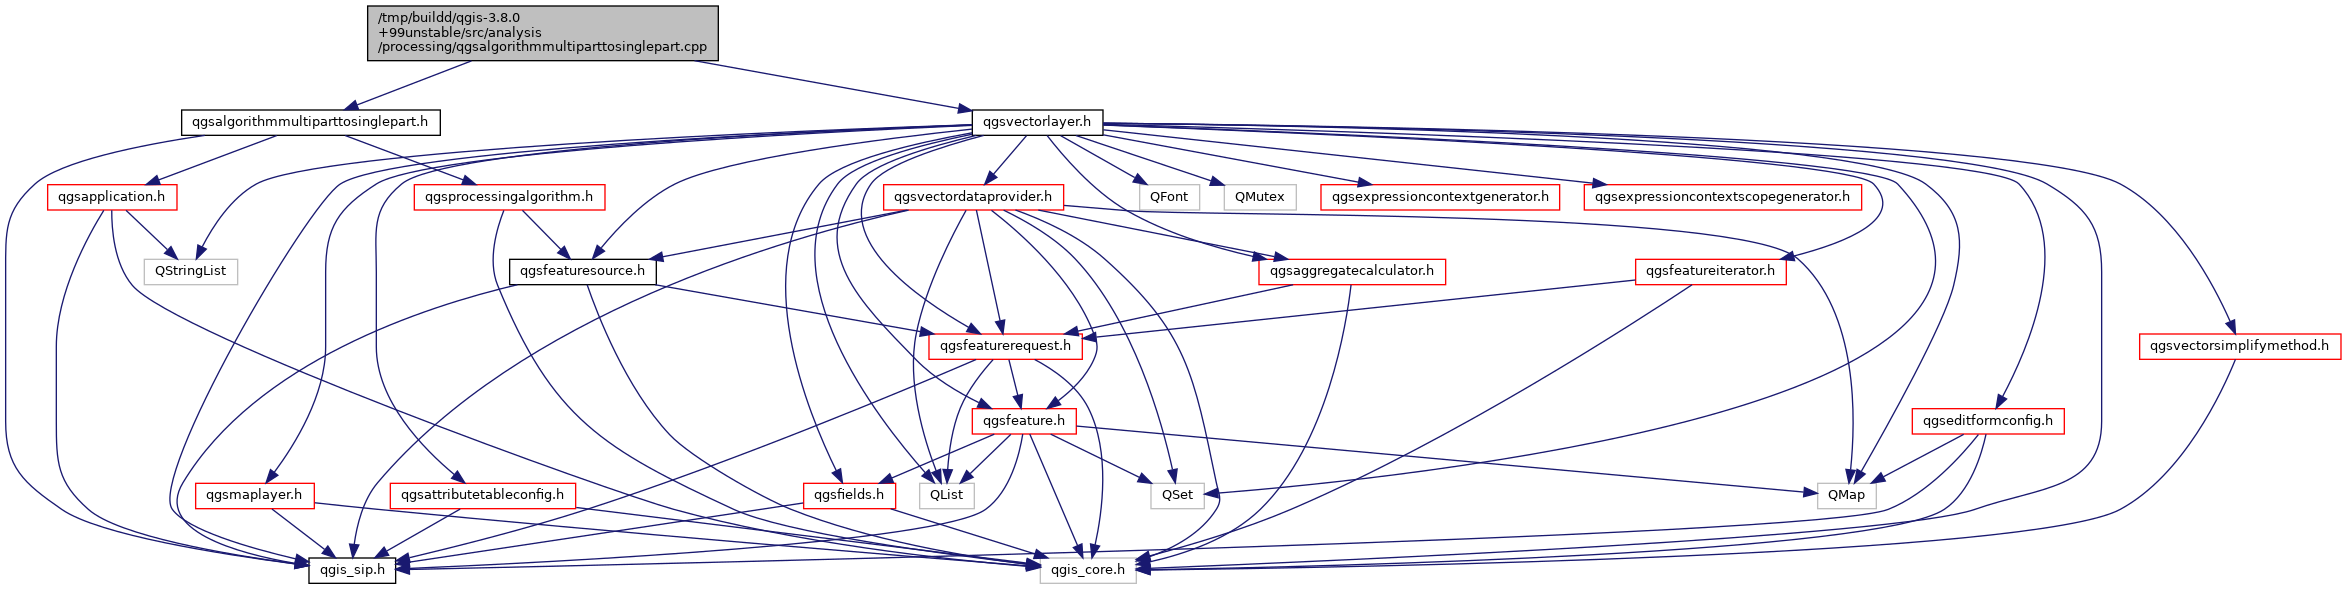 /tmp/buildd/qgis-3.8.0
+99unstable/src/analysis
/processing/qgsalgorithmmultiparttosinglepart.cpp
qgsalgorithmmultiparttosinglepart.h
qgsvectorlayer.h
qgsapplication.h
qgsprocessingalgorithm.h
qgsvectordataprovider.h
QFont
QMutex
qgsexpressioncontextgenerator.h
qgsexpressioncontextscopegenerator.h
QStringList
qgsfeaturesource.h
qgsaggregatecalculator.h
qgsfeatureiterator.h
qgsfeaturerequest.h
qgsvectorsimplifymethod.h
qgsfeature.h
qgseditformconfig.h
qgsmaplayer.h
qgsattributetableconfig.h
qgsfields.h
QList
QSet
QMap
qgis_sip.h
qgis_core.h